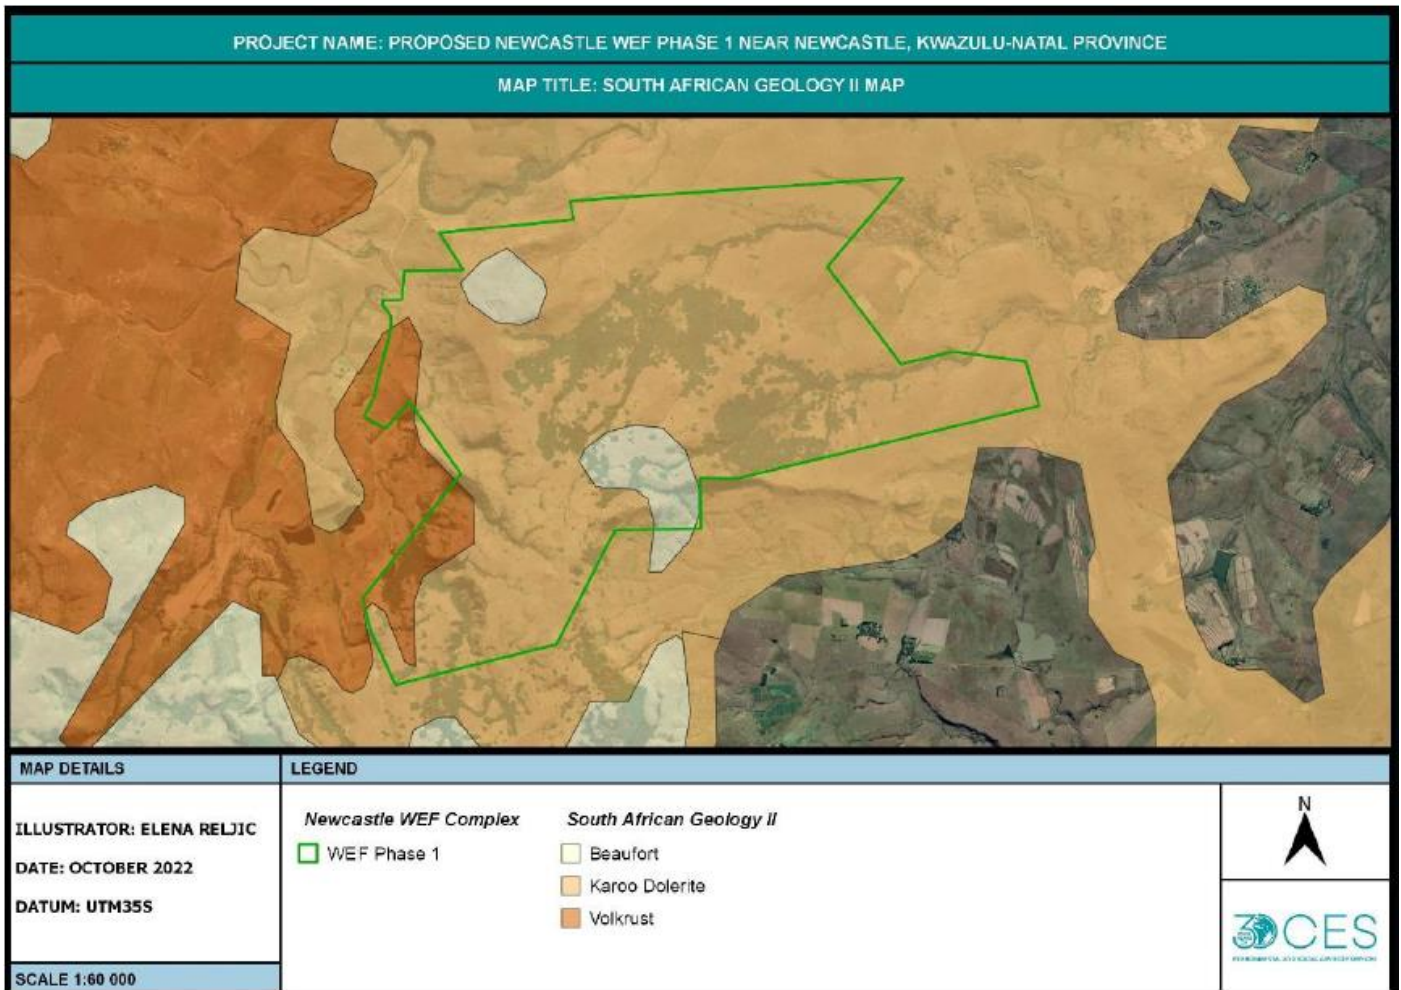 PROJECT NAME: PROPOSED NEWCASTLE WEF PHASE 1 NEAR NEWCASTLE, KWAZULU-NATAL PROVINCE
MAP TITLE: SOUTH AFRICAN GEOLOGY II MAP
MAP DETAILS
LEGEND
ILLUSTRATOR: ELENA RELJIC
DATE: OCTOBER 2022
DATUM: UTM35S
SCALE 1:60 000
Newcastle WEF Complex
WEF Phase 1
South African Geology II
Beaufort
Karoo Dolerite
Volkrust
N
30 CES